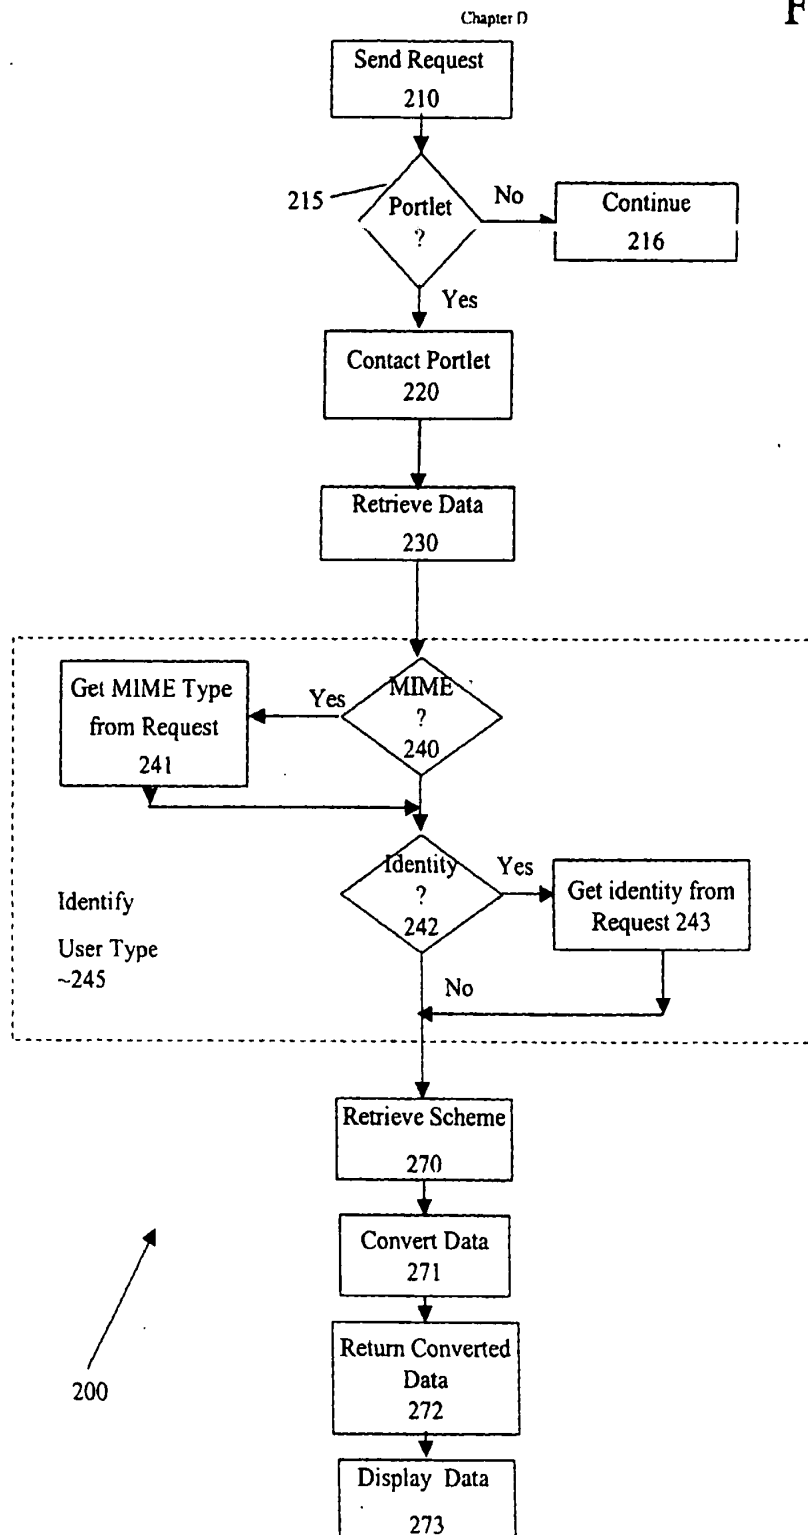 Chapter D
F
Send Request
210
215
Portlet
?
No
Continue
216
Yes
Contact Portlet
220
Retrieve Data
230
Get MIME Type
from Request
241
Yes
MIME
?
240
Identity
?
242
Yes
Get identity from
Request 243
Identify
User Type
~245
No
Retrieve Scheme
270
Convert Data
271
Return Converted
Data
272
200
Display Data
273